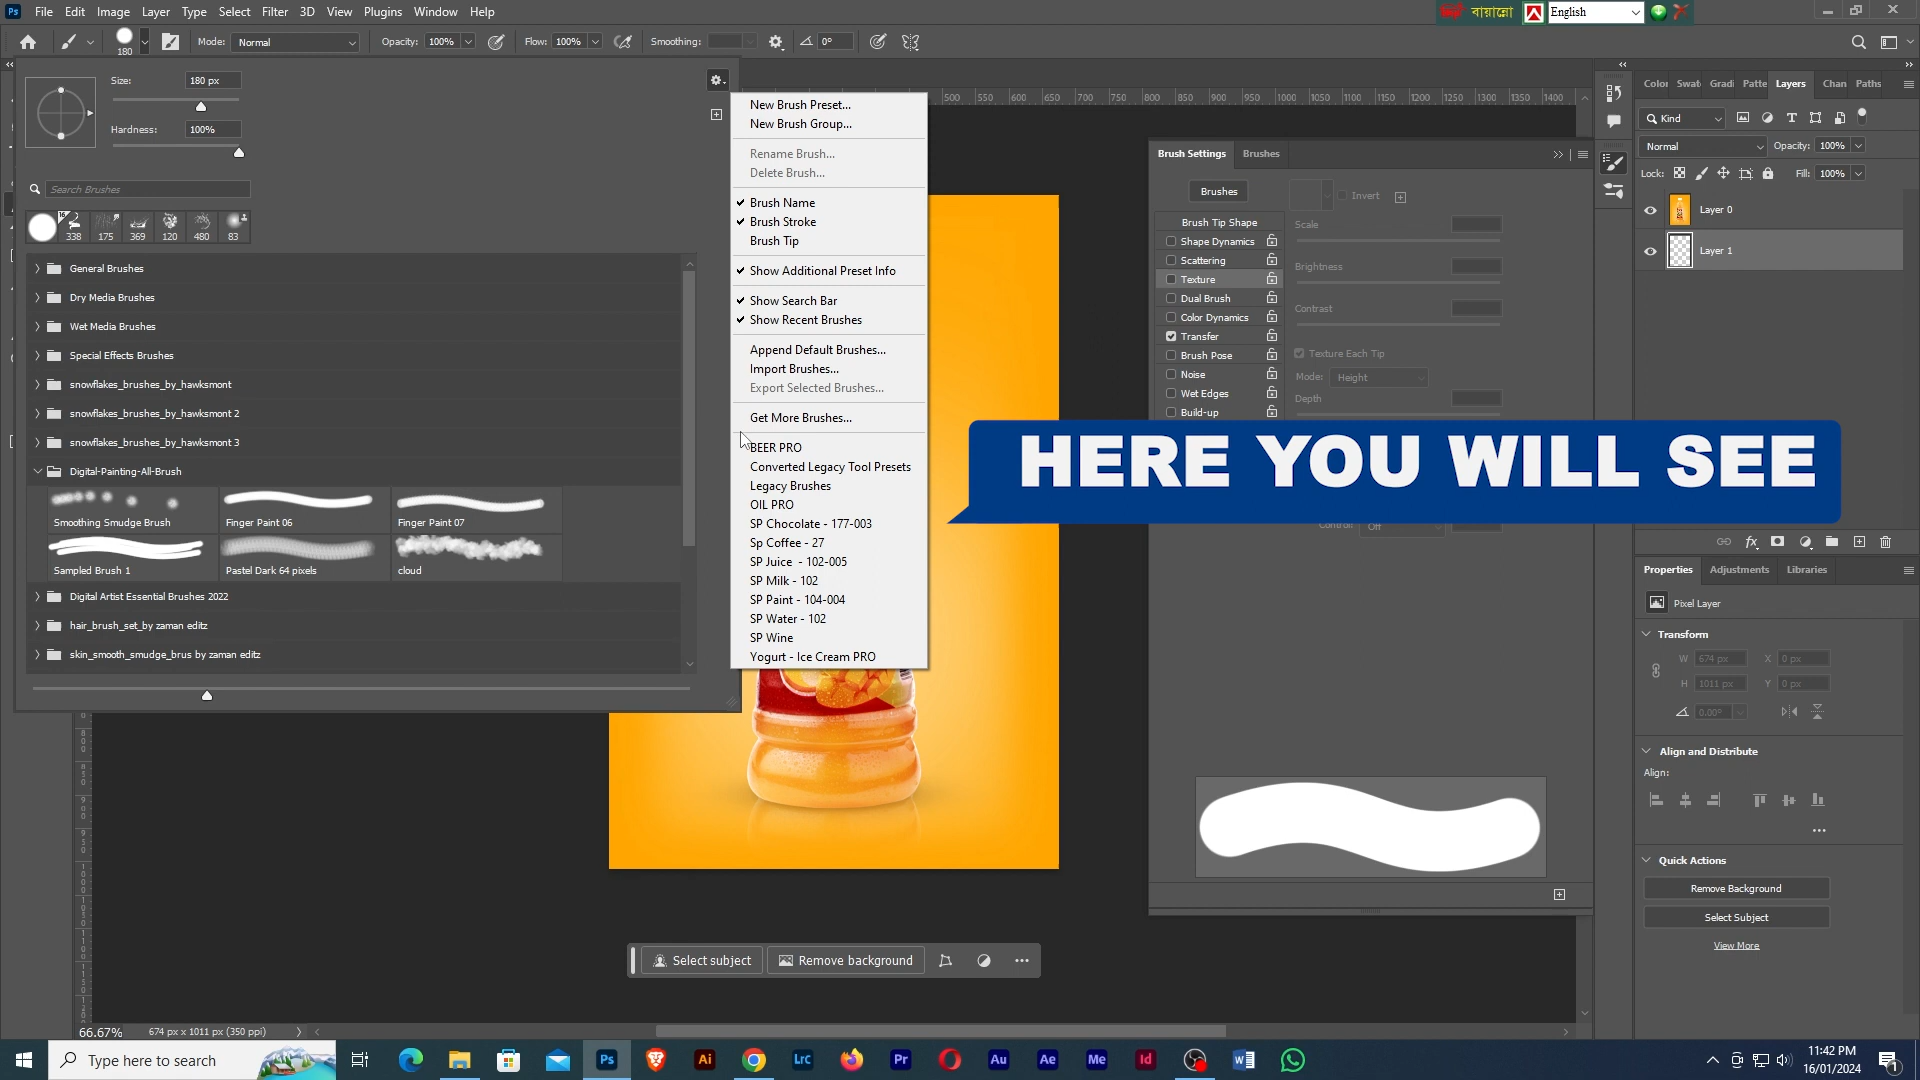 Ps File Edit Image Layer Type Select Filter 3D View Plugins Window Help
বায়ান্নো English
180 Mode: Normal Opacity: 100% Flow: 100% Smoothing: 0°
Size: 180 px
Hardness: 100%
Search Brushes
338 175 369 120 480 83
General Brushes
Dry Media Brushes
Wet Media Brushes
Special Effects Brushes
snowflakes_brushes_by_hawksmont
snowflakes_brushes_by_hawksmont 2
snowflakes_brushes_by_hawksmont 3
Digital-Painting-All-Brush
Smoothing Smudge Brush Finger Paint 06 Finger Paint 07
Sampled Brush 1 Pastel Dark 64 pixels cloud
Digital Artist Essential Brushes 2022
hair_brush_set_by zaman editz
skin_smooth_smudge_brus by zaman editz
New Brush Preset...
New Brush Group...
Rename Brush...
Delete Brush...
Brush Name
Brush Stroke
Brush Tip
Show Additional Preset Info
Show Search Bar
Show Recent Brushes
Append Default Brushes...
Import Brushes...
Export Selected Brushes...
Get More Brushes...
BEER PRO
Converted Legacy Tool Presets
Legacy Brushes
OIL PRO
SP Chocolate - 177-003
Sp Coffee - 27
SP Juice - 102-005
SP Milk - 102
SP Paint - 104-004
SP Water - 102
SP Wine
Yogurt - Ice Cream PRO
500 550 600 650 700 750 800 850 900 950 1000 1050 1100 1150 1200 1250 1300 1350 1400
Brush Settings Brushes
Brushes Invert
Brush Tip Shape Scale
Shape Dynamics
Scattering Brightness
Texture
Dual Brush Contrast
Color Dynamics
Transfer
Brush Pose Texture Each Tip
Noise Mode: Height
Wet Edges Depth
Build-up
HERE YOU WILL SEE
Control: Off
Color Swat Gradi Patte Layers Chan Paths
Kind
Normal Opacity: 100%
Lock: Fill: 100%
Layer 0
Layer 1
fx
Properties Adjustments Libraries
Pixel Layer
Transform
W 674 px X 0 px
H 1011 px Y 0 px
0.00°
Align and Distribute
Align:
Quick Actions
Remove Background
Select Subject
View More
Select subject Remove background
66.67% 674 px x 1011 px (350 ppi)
Type here to search Ps Ai LrC Pr Au Ae Me Id
11:42 PM
16/01/2024
1